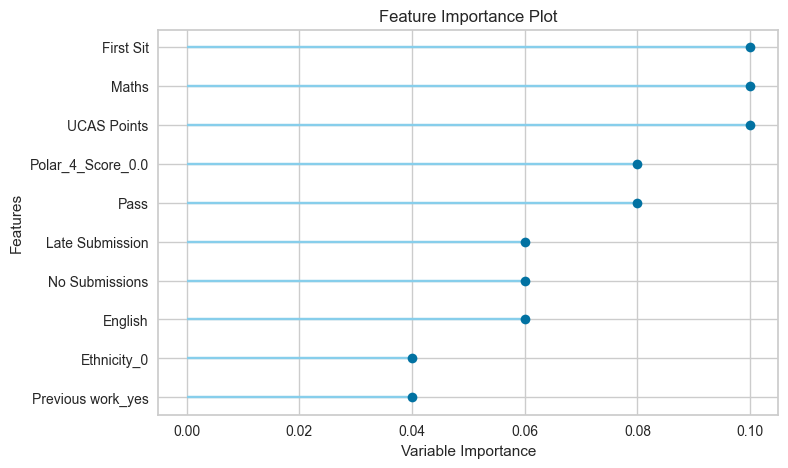 Feature Importance Plot
First Sit
Maths
UCAS Points
Polar_4_Score_0.0
Pass
Late Submission
No Submissions
English
Ethnicity_0
Previous work_yes
Features
0.00 0.02 0.04 0.06 0.08 0.10
Variable Importance